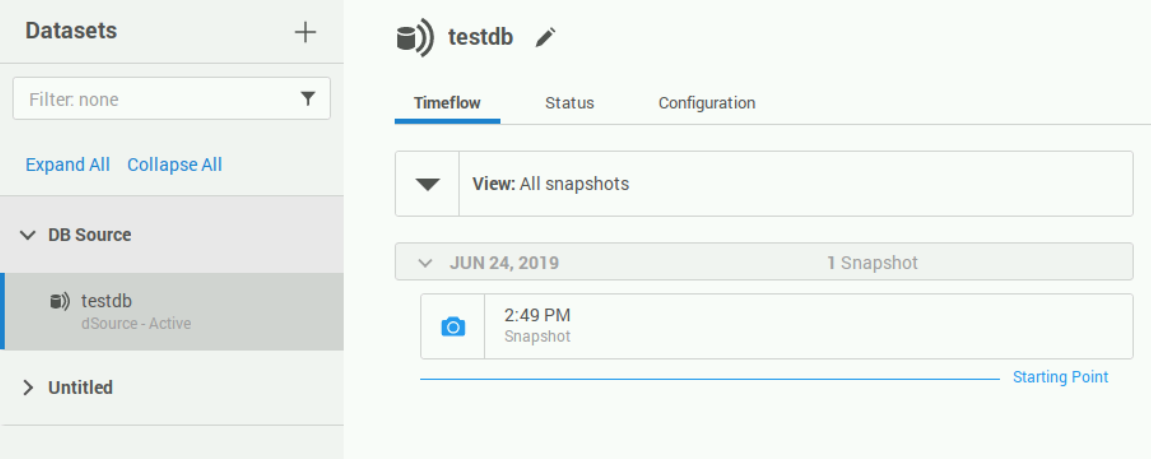 Datasets
Filter: none
Expand All Collapse All
DB Source
testdb
dSource - Active
Untitled
testdb
Timeflow Status Configuration
View: All snapshots
JUN 24, 2019 1 Snapshot
2:49 PM
Snapshot
Starting Point